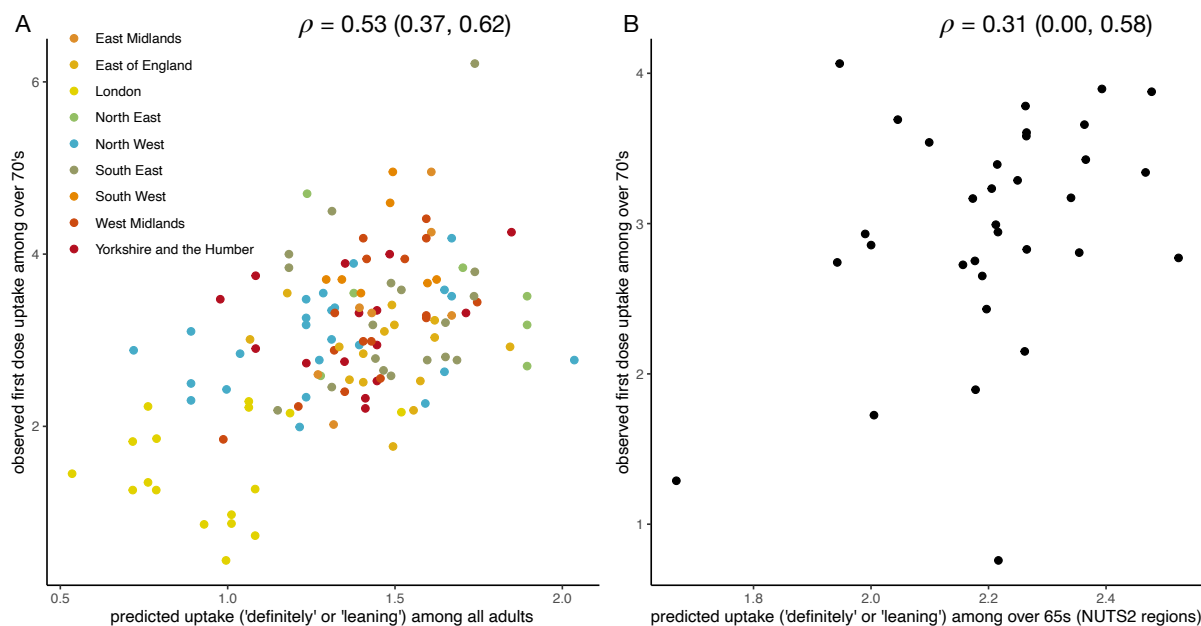 A
ρ = 0.53 (0.37, 0.62)
East Midlands
East of England
London
North East
North West
South East
South West
West Midlands
Yorkshire and the Humber
6
4
2
observed first dose uptake among over 70's
0.5 1.0 1.5 2.0
predicted uptake ('definitely' or 'leaning') among all adults
B
ρ = 0.31 (0.00, 0.58)
4
3
2
1
observed first dose uptake among over 70's
1.8 2.0 2.2 2.4
predicted uptake ('definitely' or 'leaning') among over 65s (NUTS2 regions)